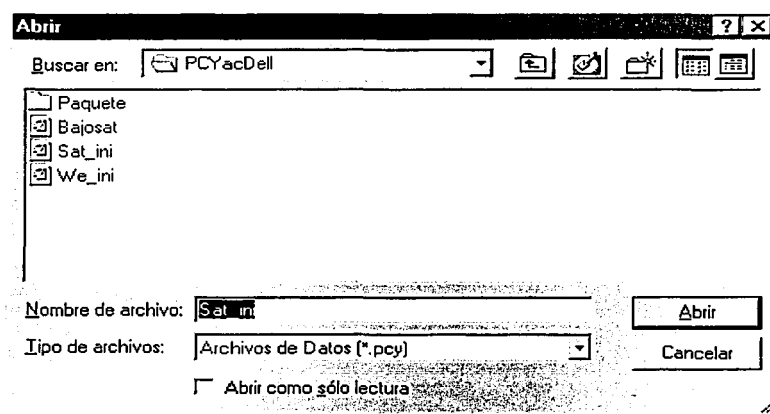 Abrir
Buscar en: PCYacDell
Paquete
Bajosat
Sat_ini
We_ini
Nombre de archivo: Sat_ini Abrir
Tipo de archivos: Archivos de Datos (*.pcy) Cancelar
Abrir como sólo lectura